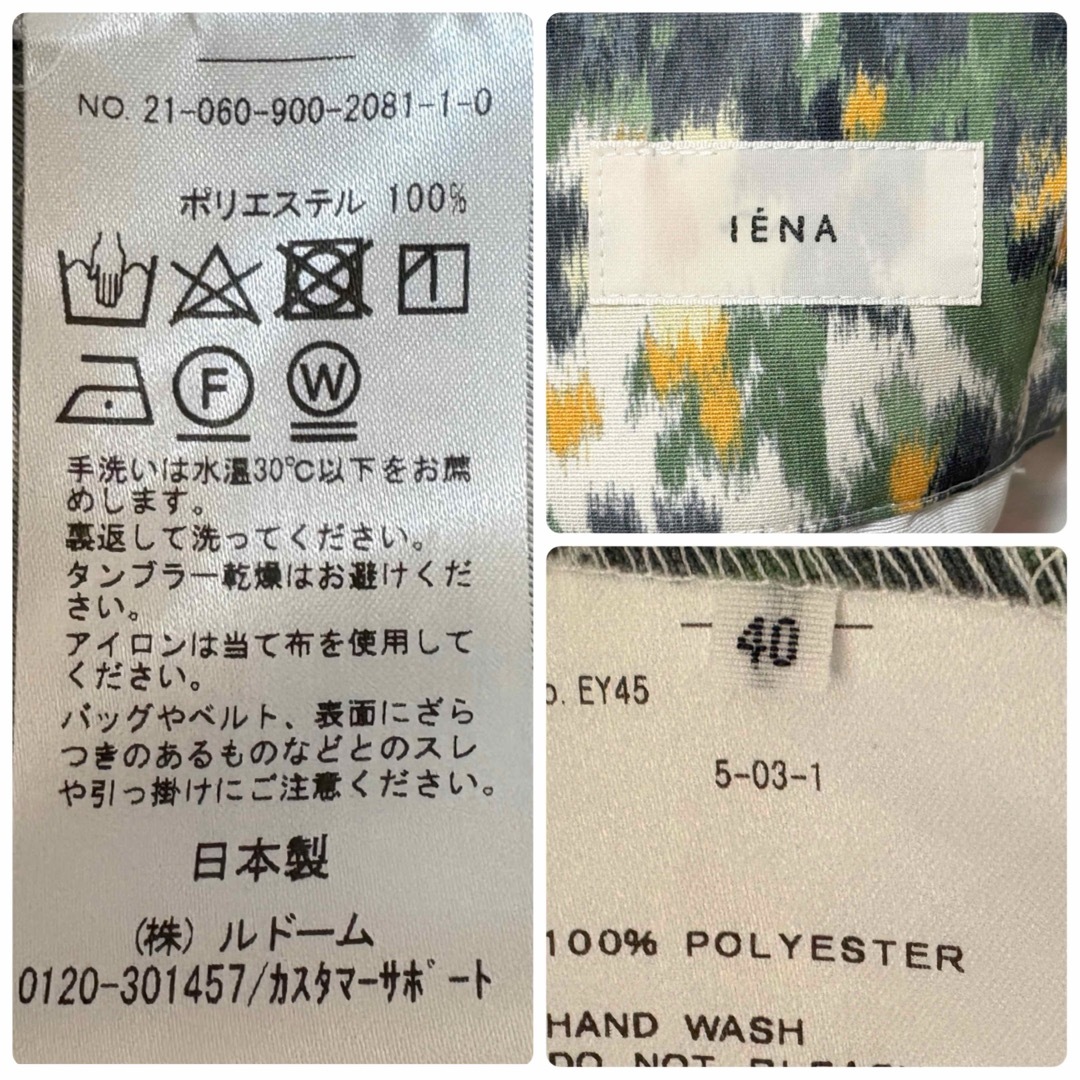 NO. 21-060-900-2081-1-0
ポリエステル 100%
F
W
手洗いは水温30℃以下をお薦
めします。
裏返して洗ってください。
タンブラー乾燥はお避けくだ
さい。
アイロンは当て布を使用して
ください。
バッグやベルト、表面にざら
つきのあるものなどとのスレ
や引っ掛けにご注意ください。
日本製
(株) ルドーム
0120-301457/カスタマーサポート
IÉNA
40
o. EY45
5-03-1
100% POLYESTER
HAND WASH
DO NOT BLEACH